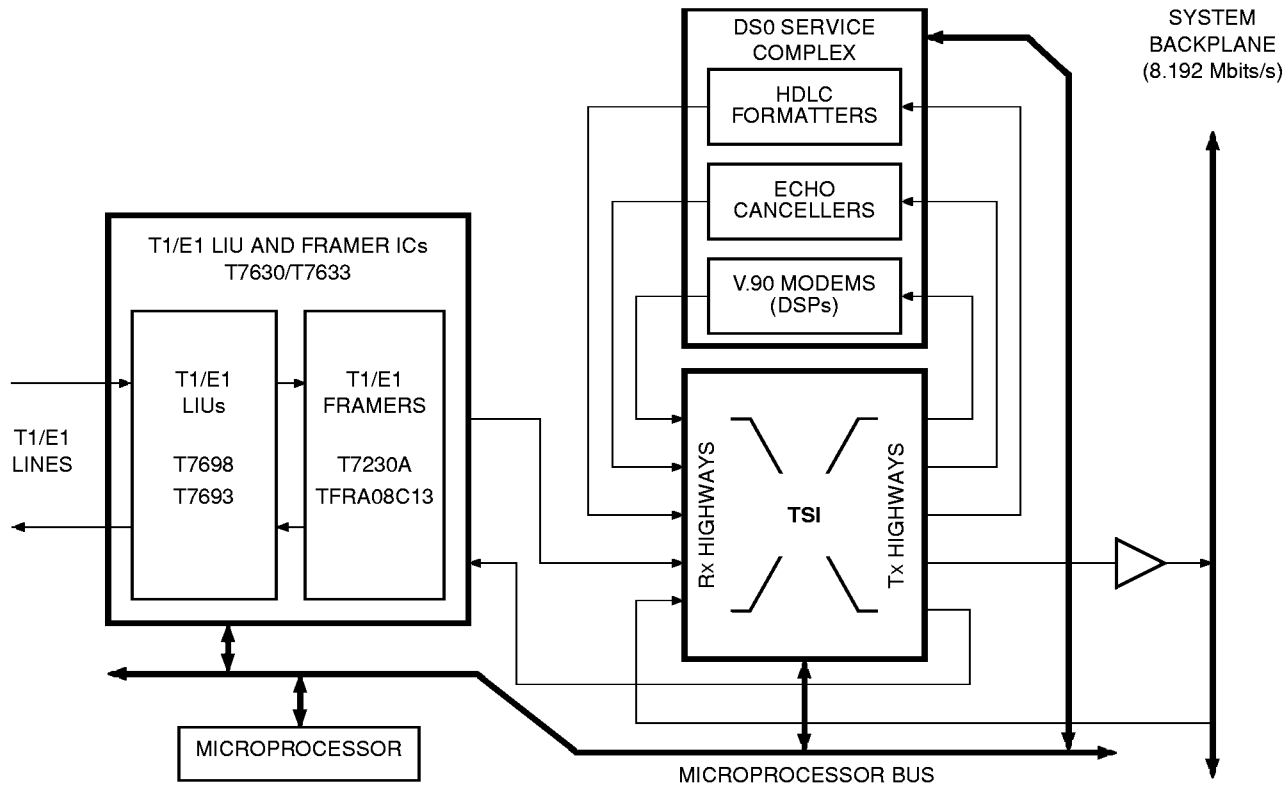 DS0 SERVICE
COMPLEX
HDLC
FORMATTERS
ECHO
CANCELLERS
V.90 MODEMS
(DSPs)
SYSTEM
BACKPLANE
(8.192 Mbits/s)
T1/E1 LIU AND FRAMER ICs
T7630/T7633
T1/E1
LIUs
T7698
T7693
T1/E1
FRAMERS
T7230A
TFRA08C13
T1/E1
LINES
Rx HIGHWAYS
TSI
Tx HIGHWAYS
MICROPROCESSOR
MICROPROCESSOR BUS